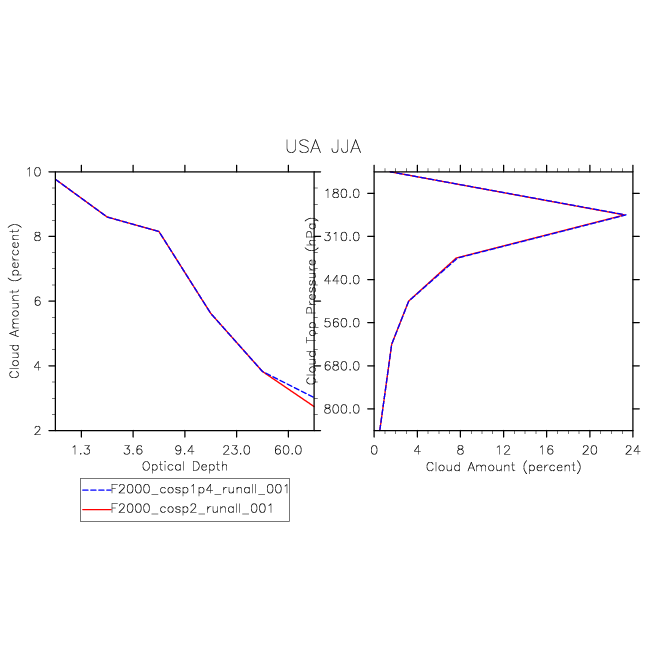 USA JJA
10
8
6
4
2
Cloud Amount (percent)
1.3 3.6 9.4 23.0 60.0
Optical Depth
Cloud Top Pressure (hPa)
180.0
310.0
440.0
560.0
680.0
800.0
0 4 8 12 16 20 24
Cloud Amount (percent)
F2000_cosp1p4_runall_001
F2000_cosp2_runall_001